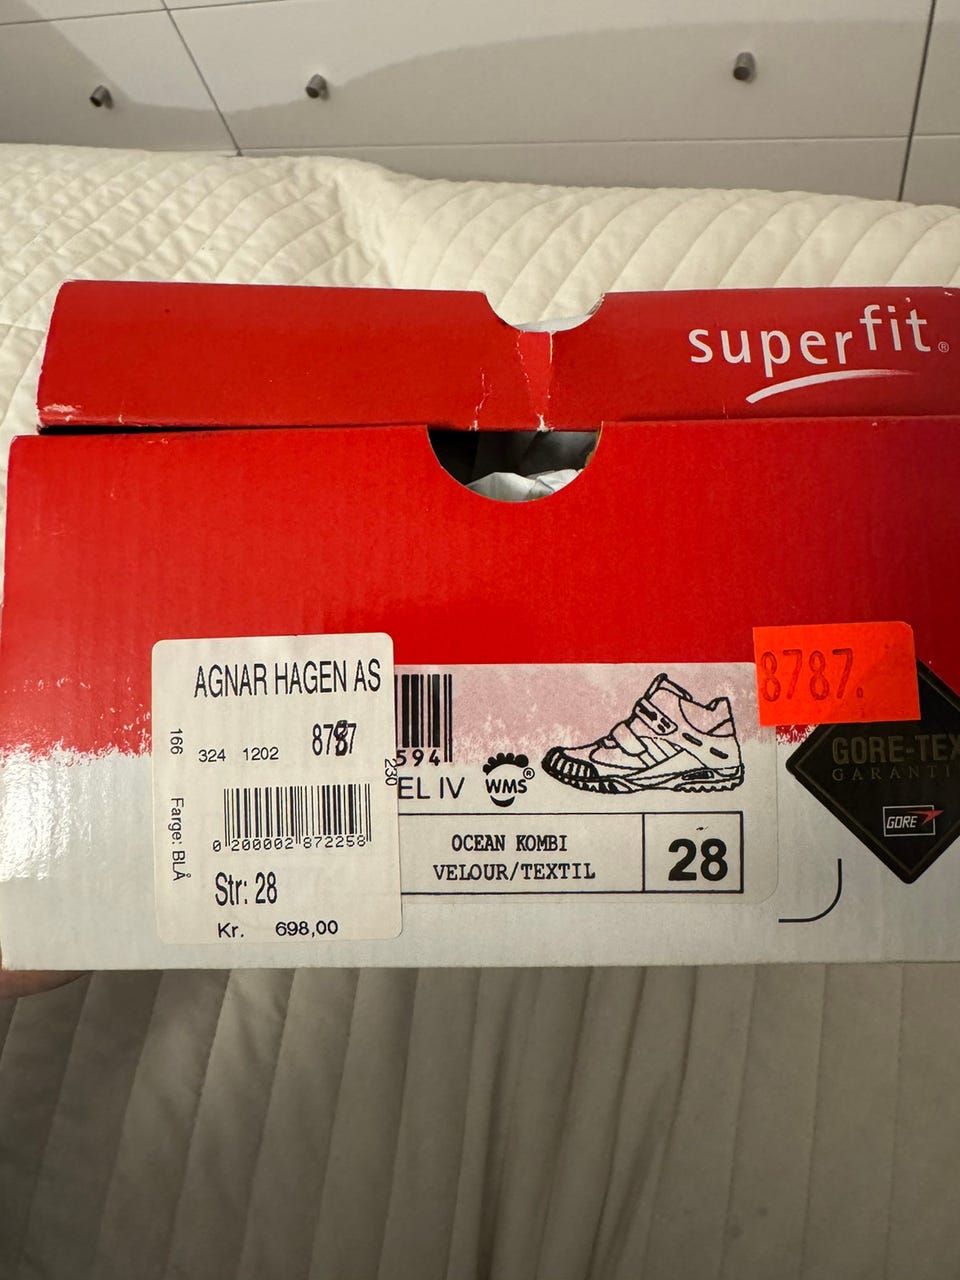 superfit®
AGNAR HAGEN AS
166
324 1202 8787
230
Farge: BLÅ
0 200002 872258
Str: 28
Kr. 698,00
594
EL IV
WMS®
OCEAN KOMBI
VELOUR/TEXTIL
28
8787.
GORE-TEX
GARANTI
GORE